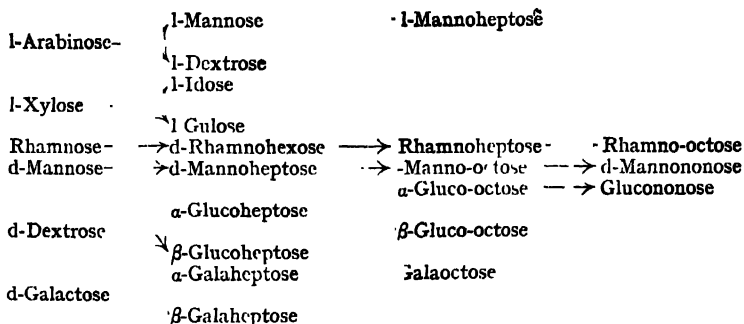 l-Mannose l-Mannoheptose
l-Arabinose
l-Dextrose
l-Idose
l-Xylose
l Gulose
Rhamnose → d-Rhamnohexose → Rhamnoheptose - Rhamno-octose
d-Mannose → d-Mannoheptose → -Manno-octose → d-Mannononose
α-Gluco-octose → Glucononose
α-Glucoheptose
d-Dextrose β-Gluco-octose
β-Glucoheptose
α-Galaheptose Galaoctose
d-Galactose
β-Galaheptose